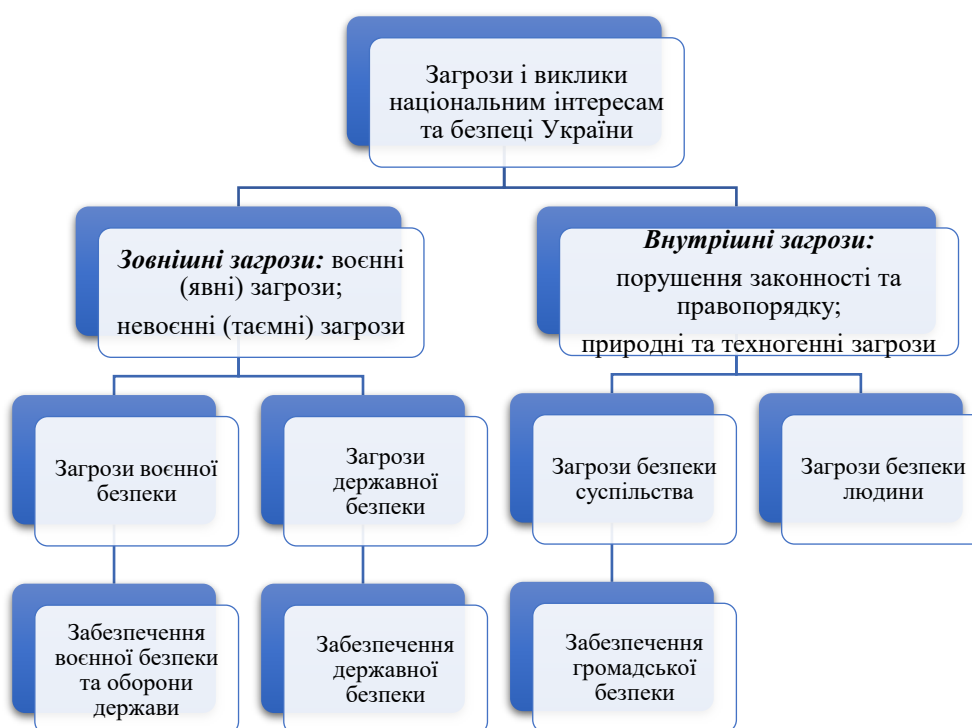 Загрози і виклики
національним інтересам
та безпеці України
Зовнішні загрози: воєнні
(явні) загрози;
невоєнні (таємні) загрози
Внутрішні загрози:
порушення законності та
правопорядку;
природні та техногенні загрози
Загрози воєнної
безпеки
Загрози
державної
безпеки
Загрози безпеки
суспільства
Загрози безпеки
людини
Забезпечення
воєнної безпеки
та оборони
держави
Забезпечення
державної
безпеки
Забезпечення
громадської
безпеки